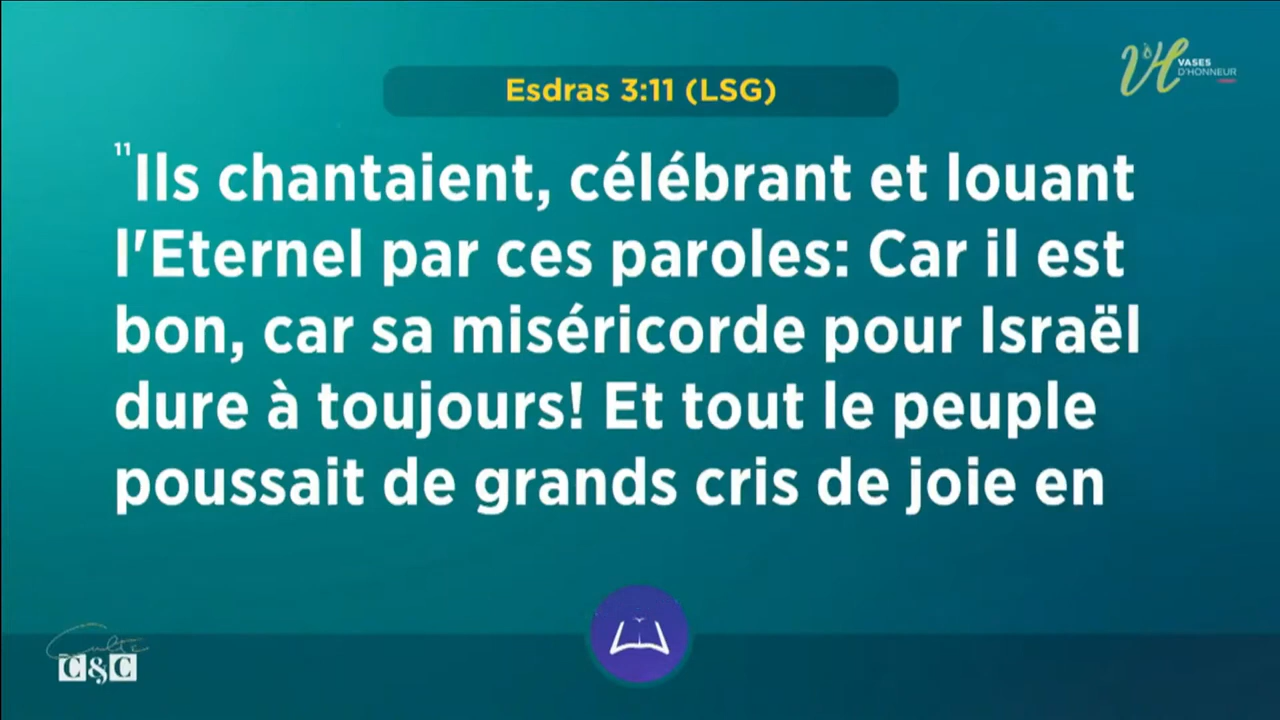 VASES
D'HONNEUR
Esdras 3:11 (LSG)
11 Ils chantaient, célébrant et louant
l'Eternel par ces paroles: Car il est
bon, car sa miséricorde pour Israël
dure à toujours! Et tout le peuple
poussait de grands cris de joie en
Culte
C&C